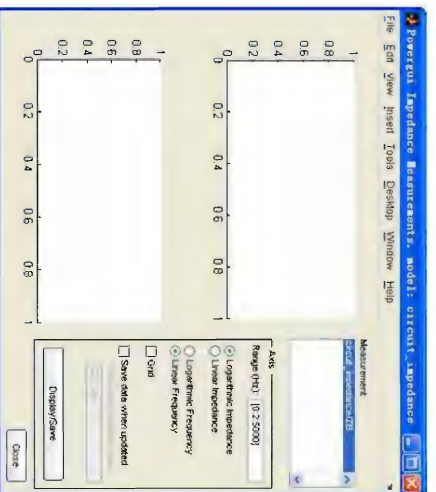 Powergui Impedance Measurements. model: circuit_impedance
File Edit View Insert Tools Desktop Window Help
1
0.8
0.6
0.4
0.2
0
0 0.2 0.4 0.6 0.8 1
1
0.8
0.6
0.4
0.2
0
0 0.2 0.4 0.6 0.8 1
Measurement
Axis
Range (Hz): [0:2:5000]
Logarithmic Impedance
Linear Impedance
Logarithmic Frequency
Linear Frequency
Grid
Save data when updated
Display/Save
Close